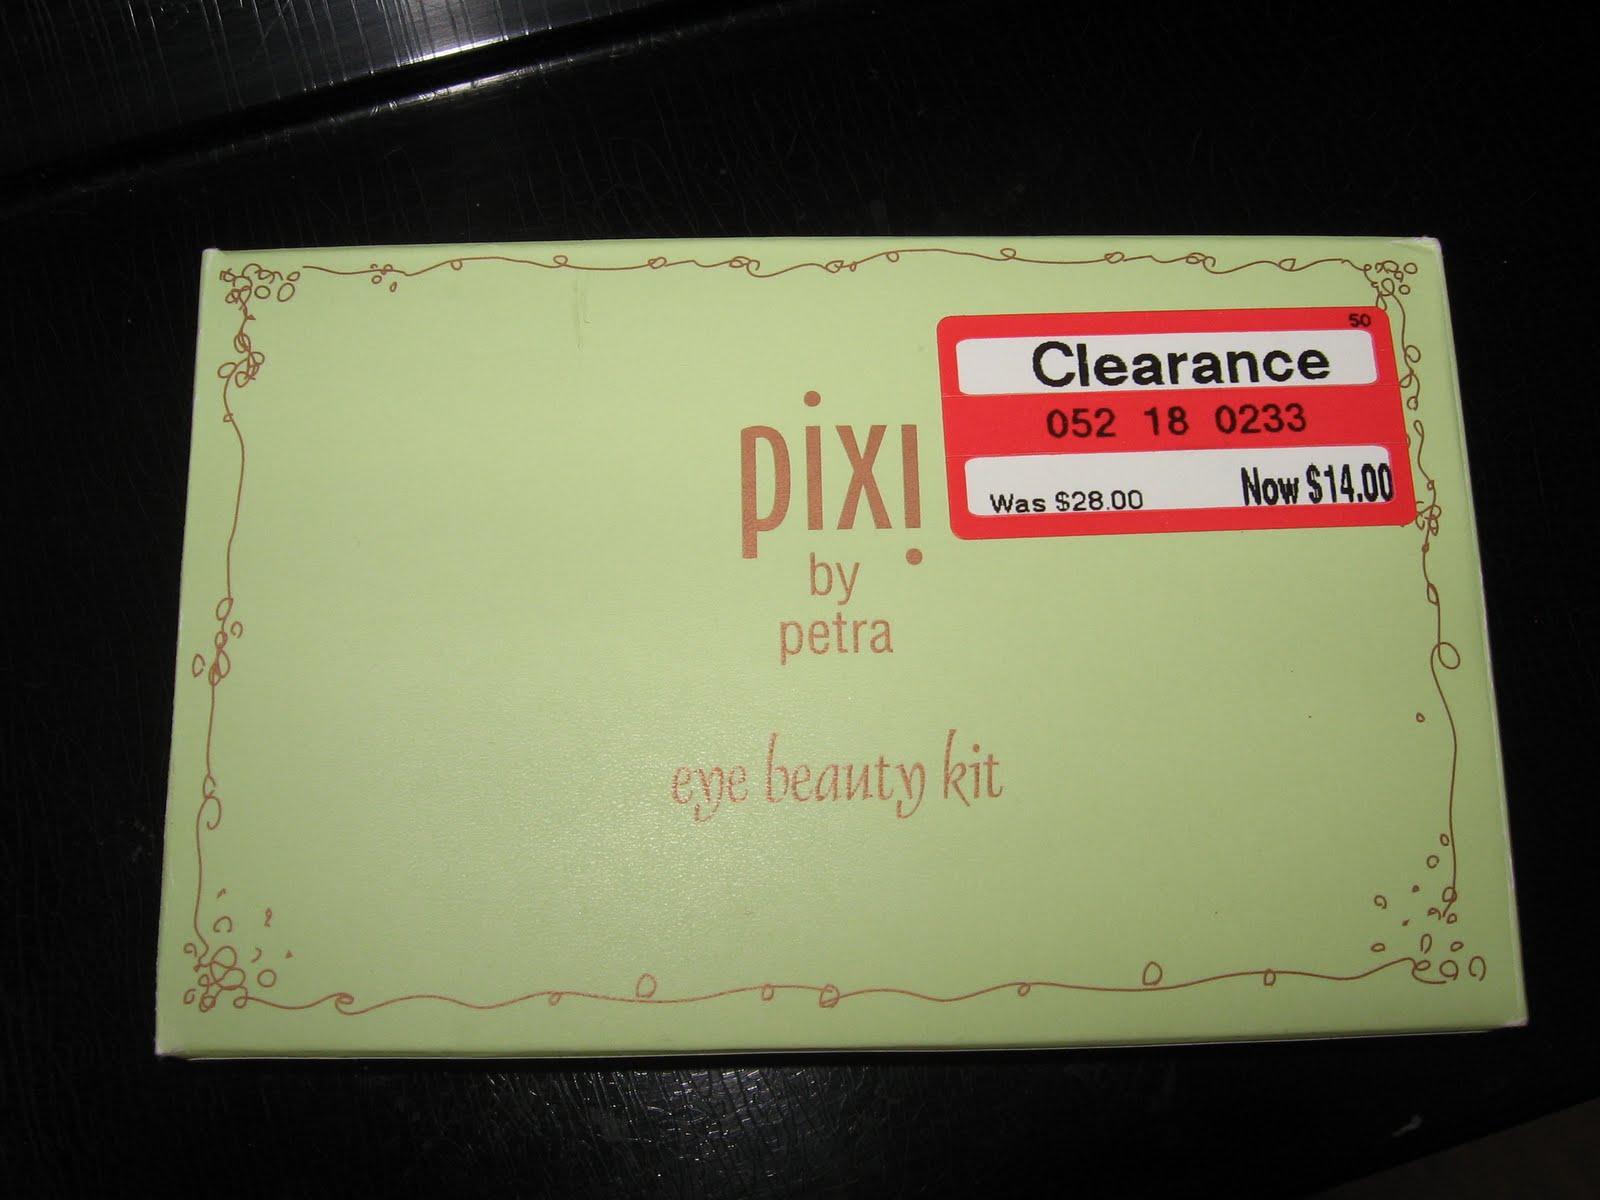 50
Clearance
052 18 0233
Was $28.00 Now $14.00
pixi
by
petra
eye beauty kit